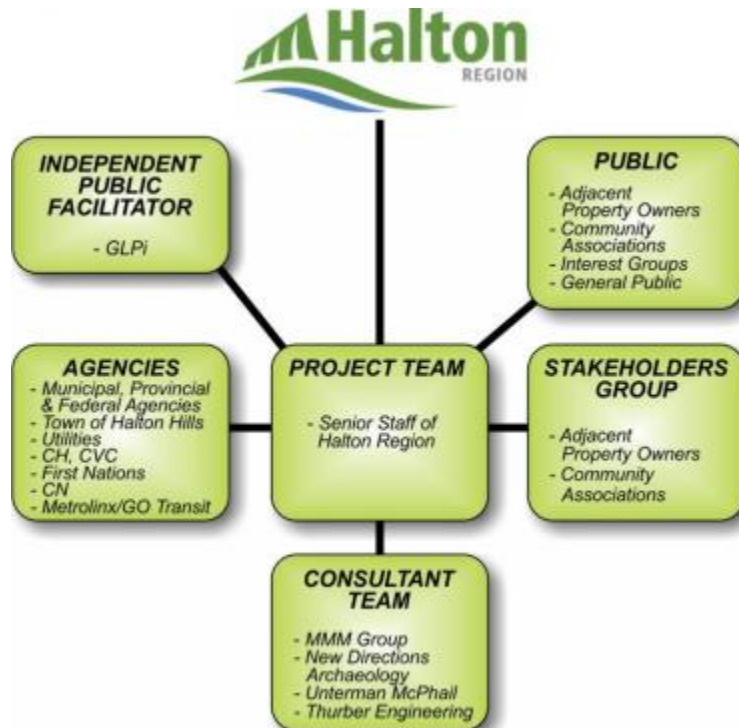 Halton
REGION
INDEPENDENT
PUBLIC
FACILITATOR
- GLPi
PUBLIC
- Adjacent
Property Owners
- Community
Associations
- Interest Groups
- General Public
AGENCIES
- Municipal, Provincial
& Federal Agencies
- Town of Halton Hills
- Utilities
- CH, CVC
- First Nations
- CN
- Metrolinx/GO Transit
PROJECT TEAM
- Senior Staff of
Halton Region
STAKEHOLDERS
GROUP
- Adjacent
Property Owners
- Community
Associations
CONSULTANT
TEAM
- MMM Group
- New Directions
Archaeology
- Unterman McPhail
- Thurber Engineering